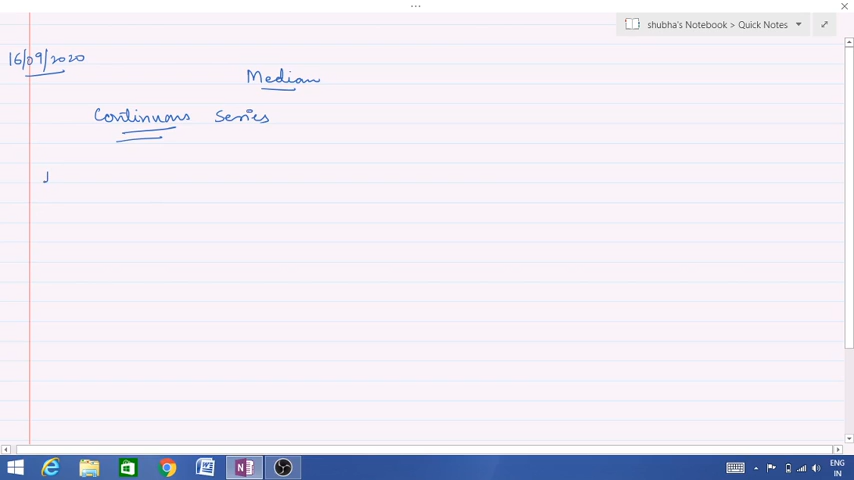 ...
shubha's Notebook > Quick Notes
16/09/2020
Median
Continuous Series
ENG
IN